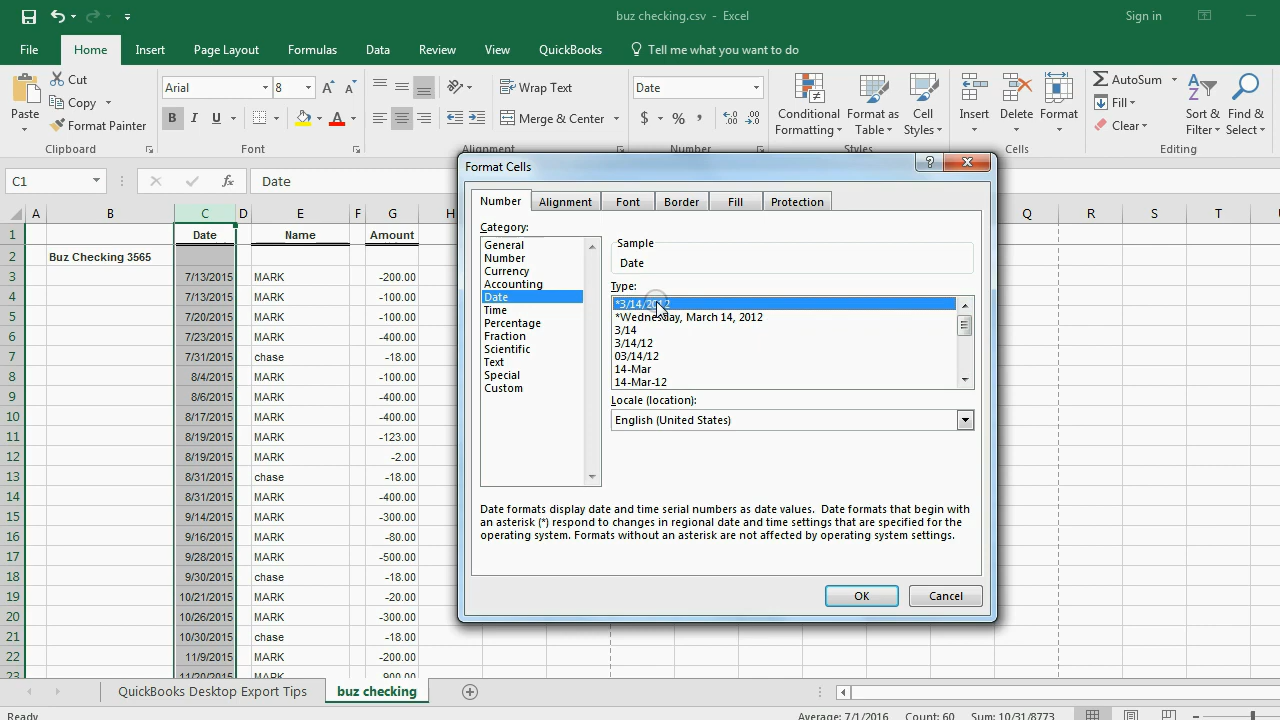 buz checking.csv - Excel
Sign in
File Home Insert Page Layout Formulas Data Review View QuickBooks Tell me what you want to do
Paste
Cut
Copy
Format Painter
Clipboard
Arial 8
B I U
A A
A
Font
Wrap Text
Merge & Center
Alignment
Date
$ % ,
Number
Conditional Formatting
Format as Table
Cell Styles
Styles
Insert Delete Format
Cells
AutoSum
Fill
Clear
Sort & Filter
Find & Select
Editing
C1 fx Date
A B C D E F G H Q R S T
1 Date Name Amount
2 Buz Checking 3565
3 7/13/2015 MARK -200.00
4 7/13/2015 MARK -100.00
5 7/20/2015 MARK -100.00
6 7/23/2015 MARK -400.00
7 7/31/2015 chase -18.00
8 8/4/2015 MARK -100.00
9 8/6/2015 MARK -400.00
10 8/17/2015 MARK -400.00
11 8/19/2015 MARK -123.00
12 8/19/2015 MARK -2.00
13 8/31/2015 chase -18.00
14 8/31/2015 MARK -400.00
15 9/14/2015 MARK -300.00
16 9/16/2015 MARK -80.00
17 9/28/2015 MARK -500.00
18 9/30/2015 chase -18.00
19 10/21/2015 MARK -20.00
20 10/26/2015 MARK -300.00
21 10/30/2015 chase -18.00
22 11/9/2015 MARK -200.00
23 11/20/2015 MARK
Format Cells
Number Alignment Font Border Fill Protection
Category:
General
Number
Currency
Accounting
Date
Time
Percentage
Fraction
Scientific
Text
Special
Custom
Sample
Date
Type:
*3/14/2012
*Wednesday, March 14, 2012
3/14
3/14/12
03/14/12
14-Mar
14-Mar-12
Locale (location):
English (United States)
Date formats display date and time serial numbers as date values. Date formats that begin with
an asterisk (*) respond to changes in regional date and time settings that are specified for the
operating system. Formats without an asterisk are not affected by operating system settings.
OK Cancel
QuickBooks Desktop Export Tips buz checking
Ready Average: 7/1/2016 Count: 60 Sum: 10/31/8773